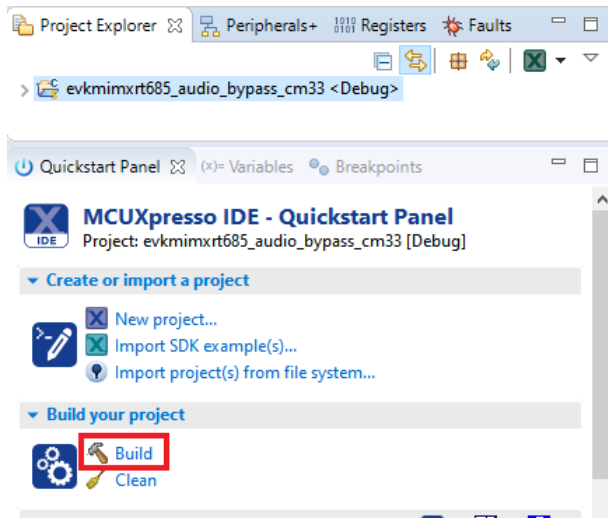 Project Explorer Peripherals+ Registers Faults
evkmimxrt685_audio_bypass_cm33 <Debug>
Quickstart Panel (x)= Variables Breakpoints
IDE
MCUXpresso IDE - Quickstart Panel
Project: evkmimxrt685_audio_bypass_cm33 [Debug]
Create or import a project
New project...
Import SDK example(s)...
Import project(s) from file system...
Build your project
Build
Clean